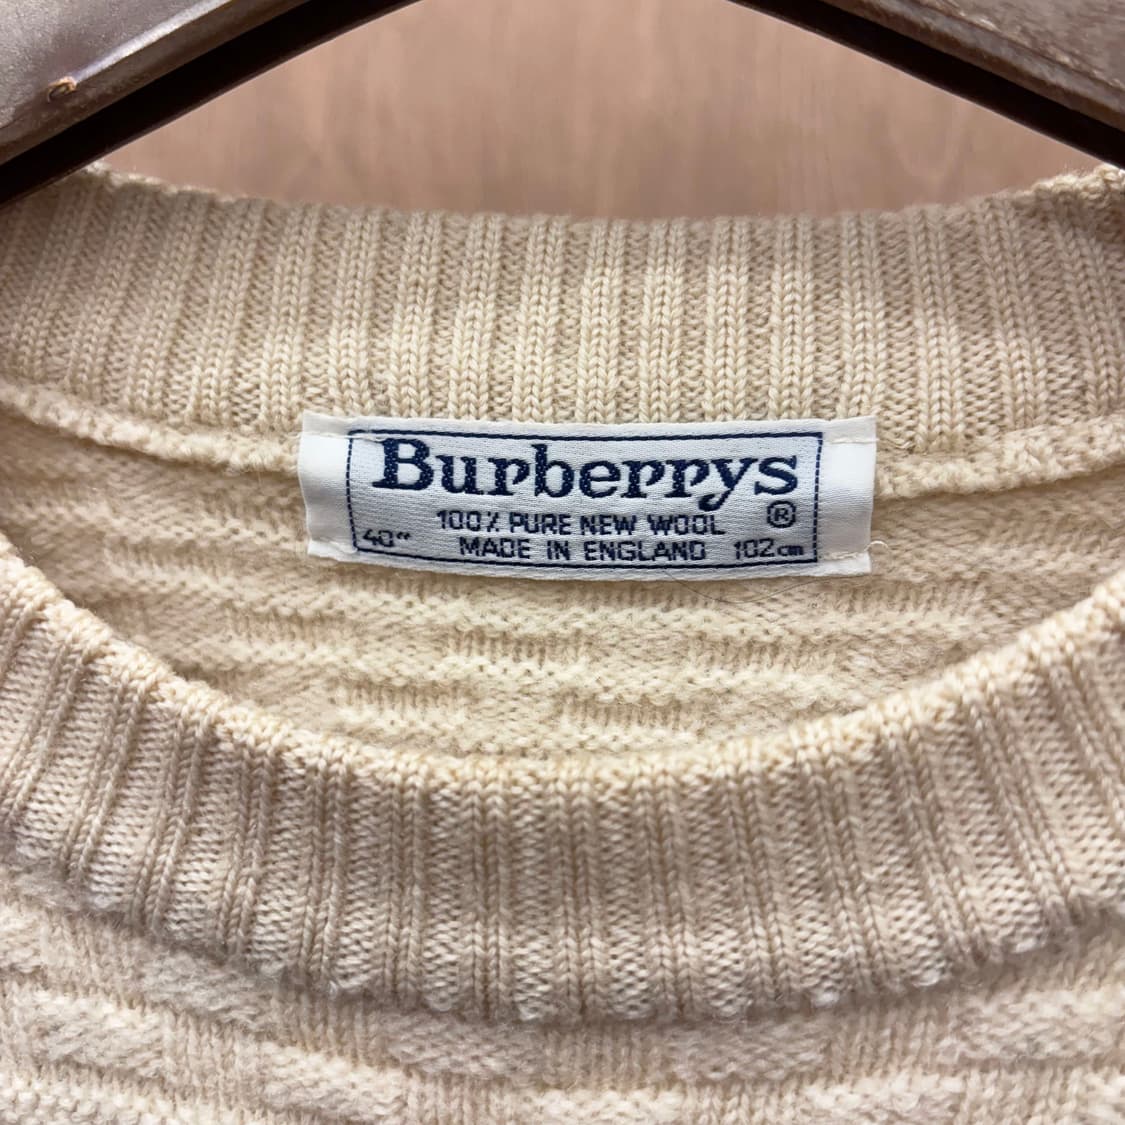 Burberrys
100% PURE NEW WOOL ®
40" MADE IN ENGLAND 102cm